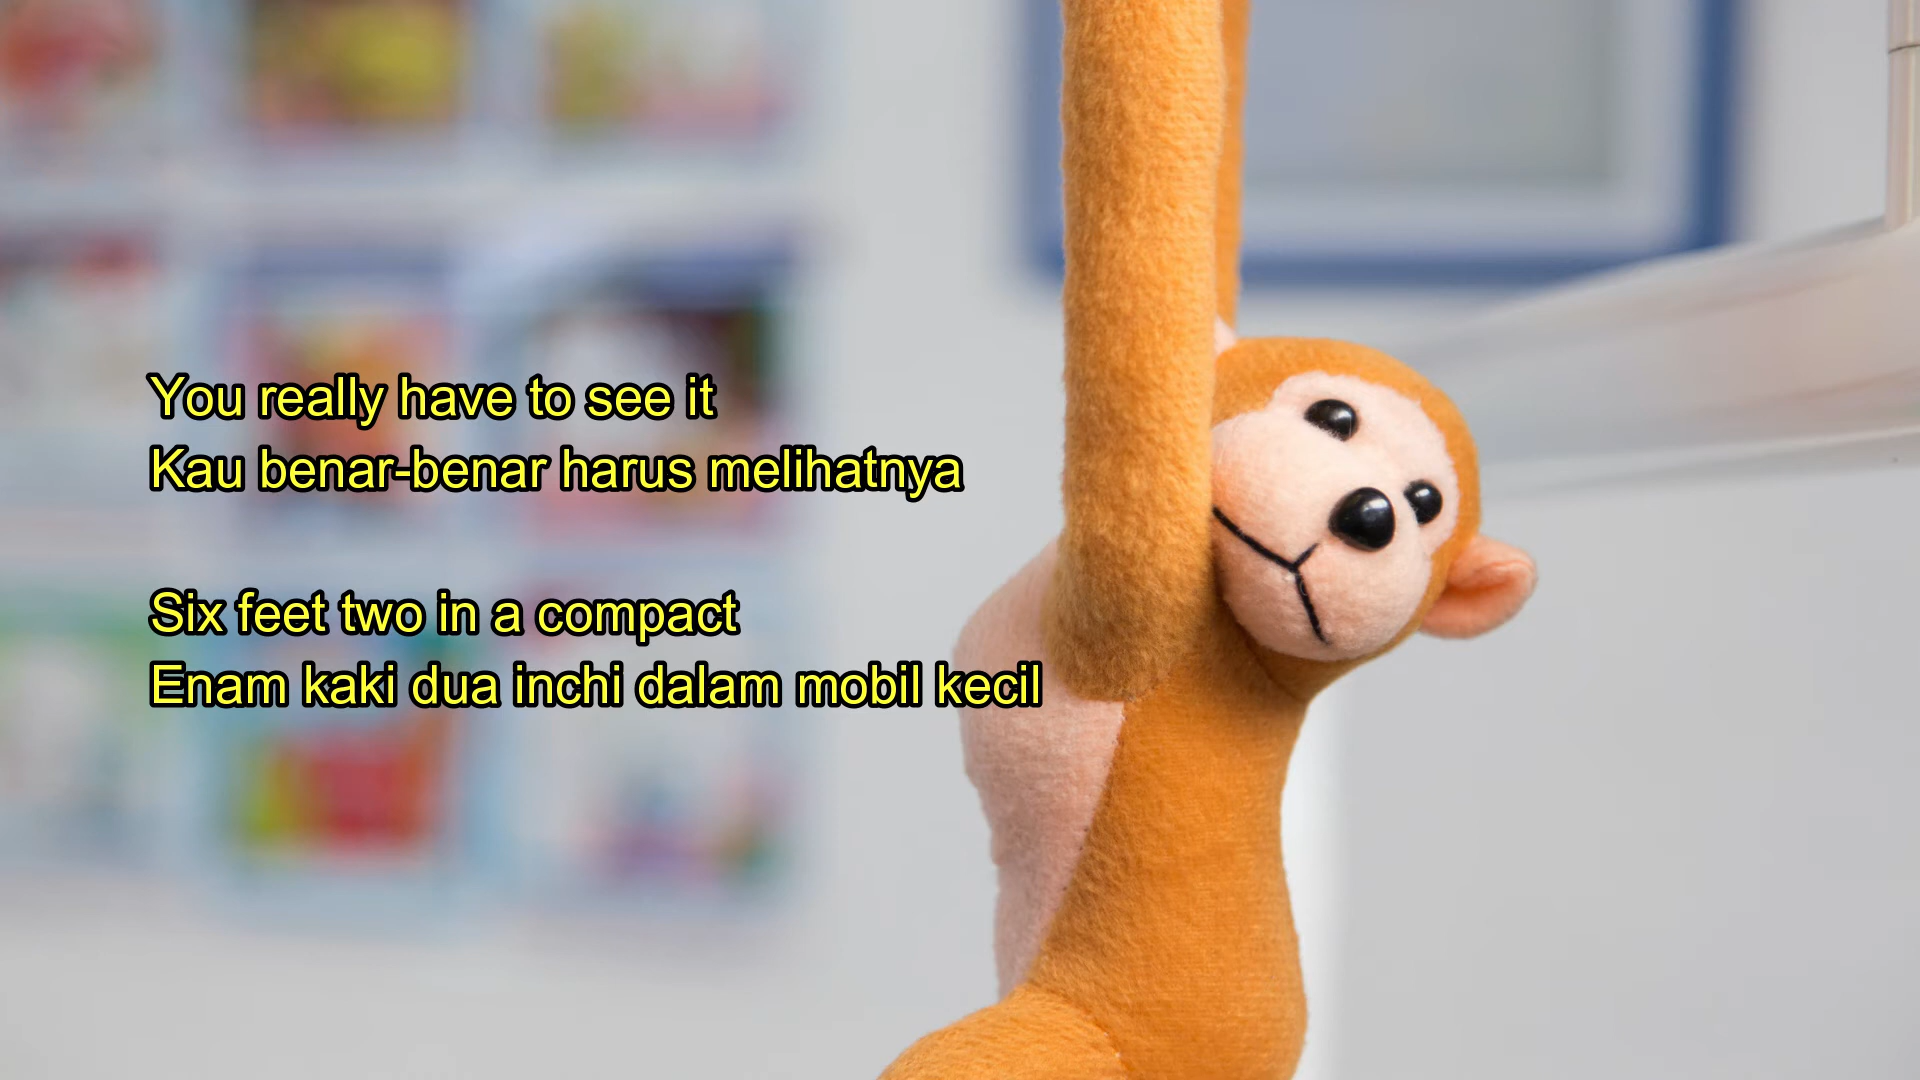 You really have to see it
Kau benar-benar harus melihatnya
Six feet two in a compact
Enam kaki dua inchi dalam mobil kecil